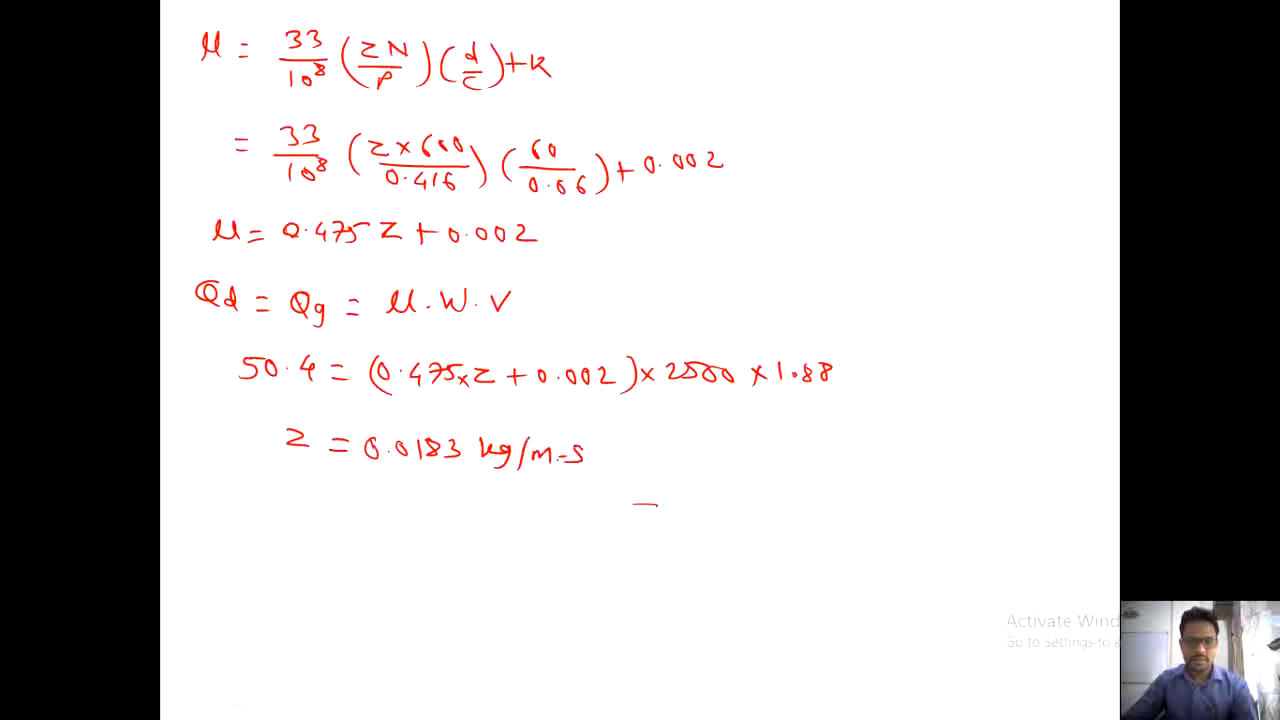 μ = 33/10⁸ (ZN/P) (d/c) + k
= 33/10⁸ (Z × 600/0.416) (60/0.06) + 0.002
μ = 0.475 Z + 0.002
Qd = Qg = μ . W . V
50.4 = (0.475 × Z + 0.002) × 2500 × 1.88
Z = 0.0183 kg/m-s
Activate Wind
Go to Settings to a